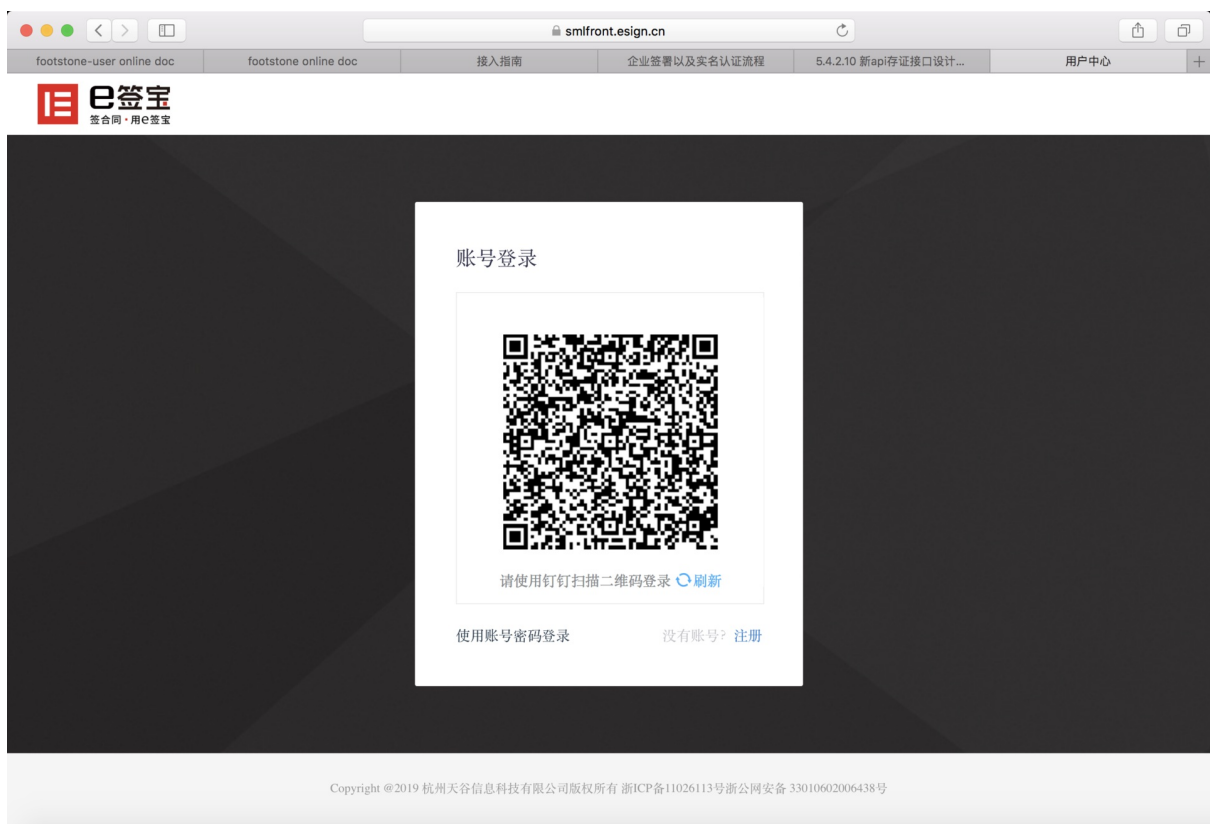 smlfront.esign.cn
footstone-user online doc
footstone online doc
接入指南
企业签署以及实名认证流程
5.4.2.10 新api存证接口设计...
用户中心
e签宝
签合同·用e签宝
账号登录
请使用钉钉扫描二维码登录 刷新
使用账号密码登录
没有账号? 注册
Copyright @2019 杭州天谷信息科技有限公司版权所有 浙ICP备11026113号浙公网安备 33010602006438号